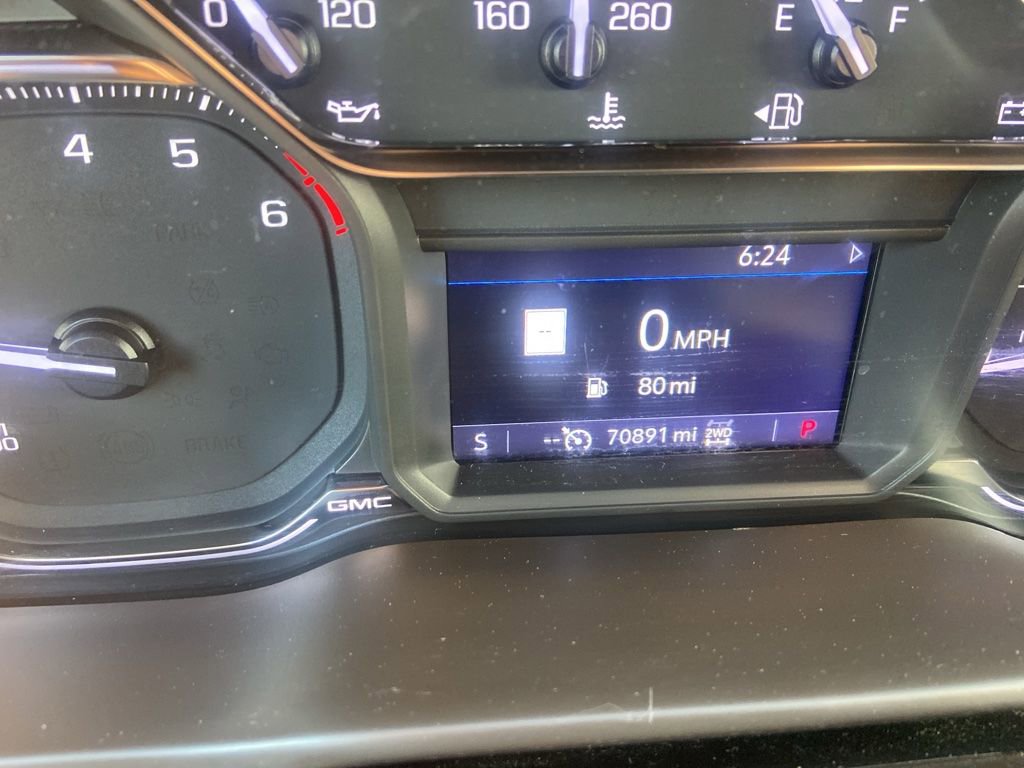 0 120 160 260 E F
4 5 6
6:24
--
0 MPH
80 mi
S 70891 mi 2WD P
BRAKE
GMC